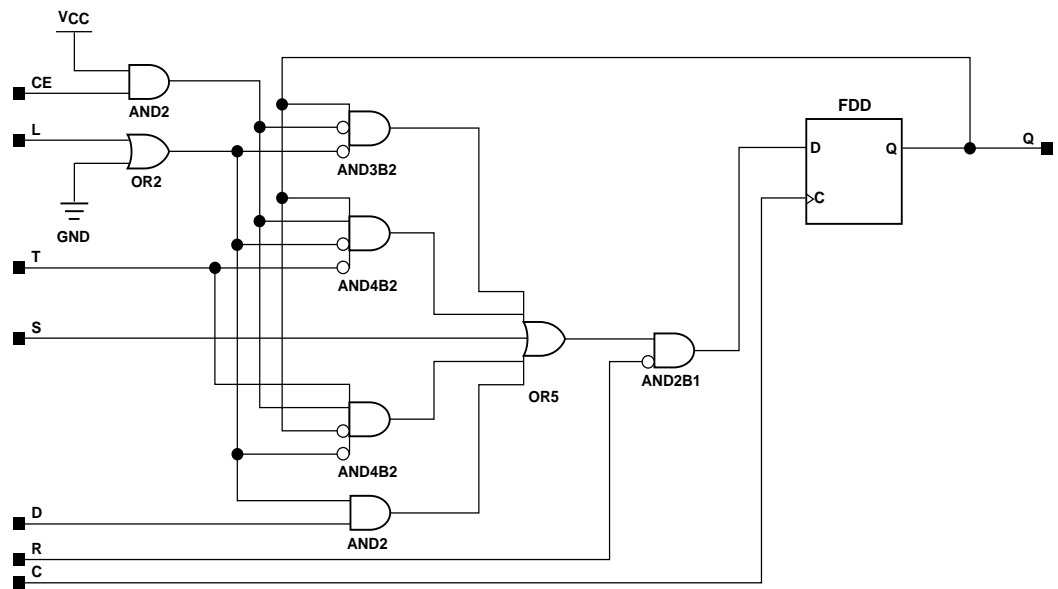 VCC
CE
AND2
L
OR2
GND
AND3B2
FDD
D
Q
C
Q
T
AND4B2
S
OR5
AND2B1
AND4B2
D
AND2
R
C